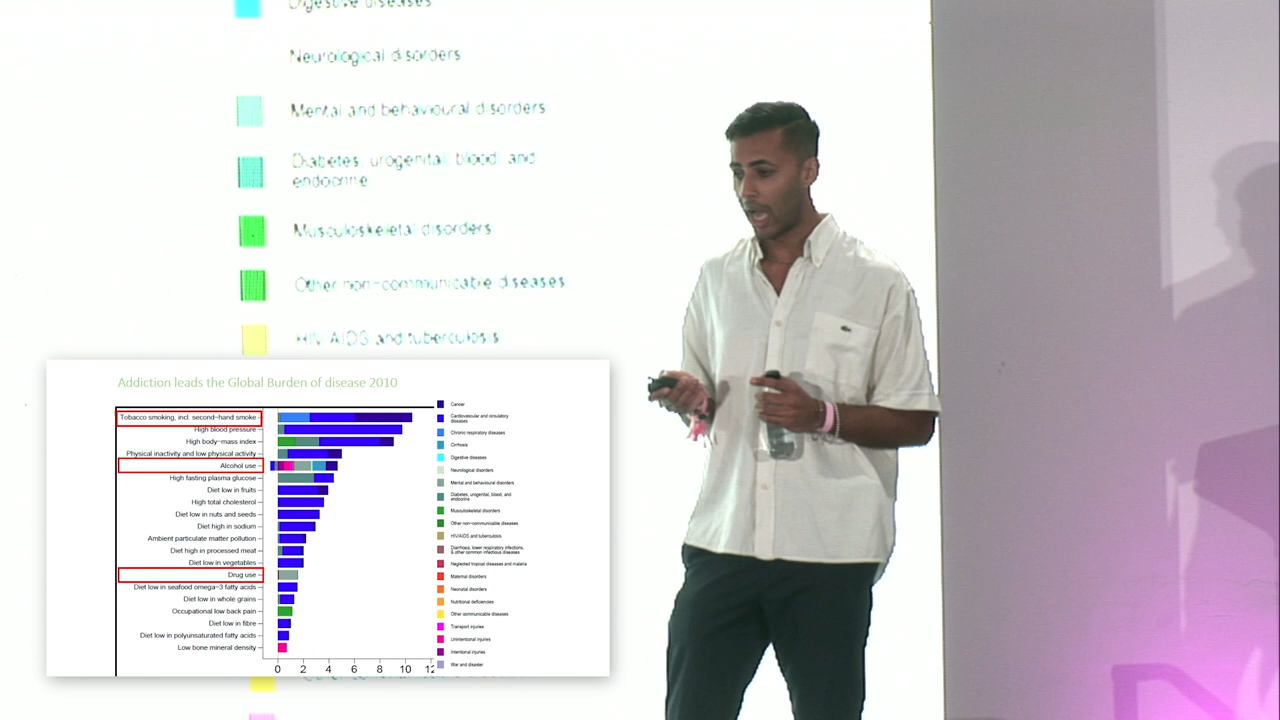 Digestive diseases
Neurological disorders
Mental and behavioural disorders
Diabetes, urogenital, blood, and
endocrine
Musculoskeletal disorders
Other non-communicable diseases
HIV/AIDS and tuberculosis
Addiction leads the Global Burden of disease 2010
Tobacco smoking, incl. second-hand smoke
High blood pressure
High body-mass index
Physical inactivity and low physical activity
Alcohol use
High fasting plasma glucose
Diet low in fruits
High total cholesterol
Diet low in nuts and seeds
Diet high in sodium
Ambient particulate matter pollution
Diet high in processed meat
Diet low in vegetables
Drug use
Diet low in seafood omega-3 fatty acids
Diet low in whole grains
Occupational low back pain
Diet low in fibre
Diet low in polyunsaturated fatty acids
Low bone mineral density
0 2 4 6 8 10 12
Cancer
Cardiovascular and circulatory
diseases
Chronic respiratory diseases
Cirrhosis
Digestive diseases
Neurological disorders
Mental and behavioural disorders
Diabetes, urogenital, blood, and
endocrine
Musculoskeletal disorders
Other non-communicable diseases
HIV/AIDS and tuberculosis
Diarrhoea, lower respiratory infections,
& other common infectious diseases
Neglected tropical diseases and malaria
Maternal disorders
Neonatal disorders
Nutritional deficiencies
Other communicable diseases
Transport injuries
Unintentional injuries
Intentional injuries
War and disaster